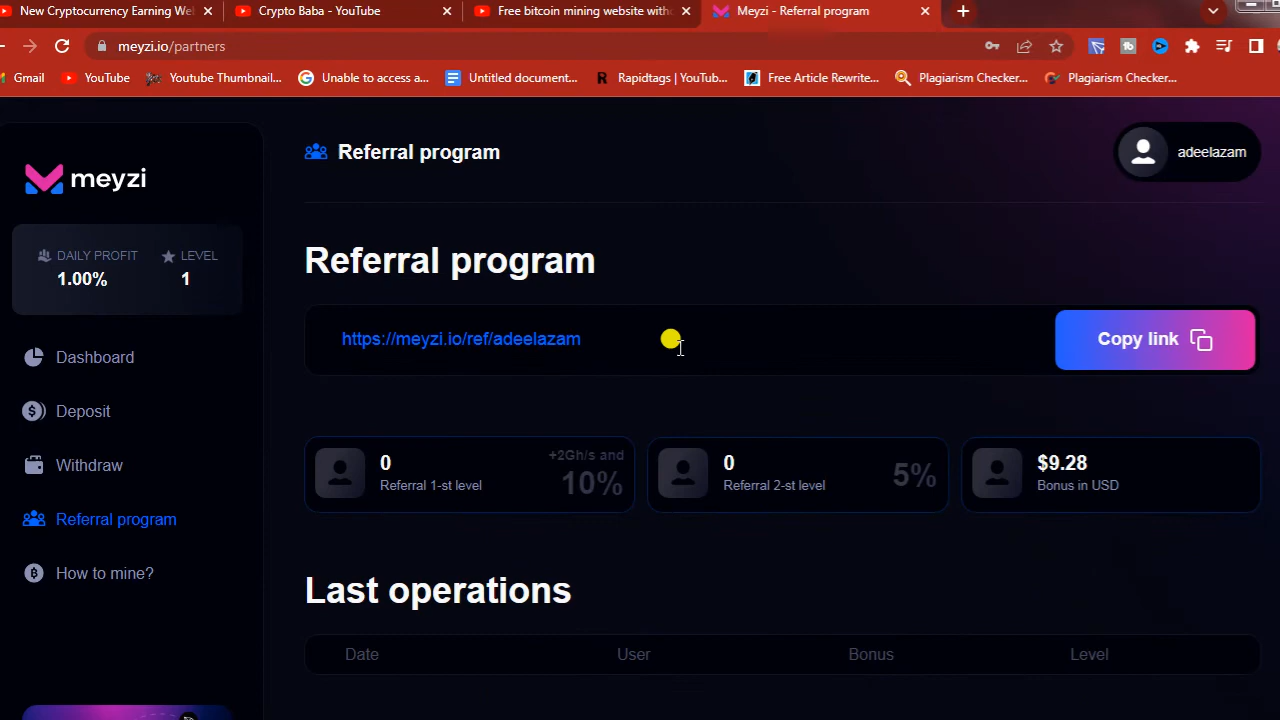 New Cryptocurrency Earning We
Crypto Baba - YouTube
Free bitcoin mining website with
Meyzi - Referral program
meyzi.io/partners
Gmail
YouTube
Youtube Thumbnail...
Unable to access a...
Untitled document...
Rapidtags | YouTub...
Free Article Rewrite...
Plagiarism Checker...
Plagiarism Checker...
meyzi
Referral program
adeelazam
DAILY PROFIT
1.00%
LEVEL
1
Referral program
https://meyzi.io/ref/adeelazam
Copy link
Dashboard
Deposit
Withdraw
Referral program
How to mine?
0
Referral 1-st level
+2Gh/s and
10%
0
Referral 2-st level
5%
$9.28
Bonus in USD
Last operations
Date User Bonus Level